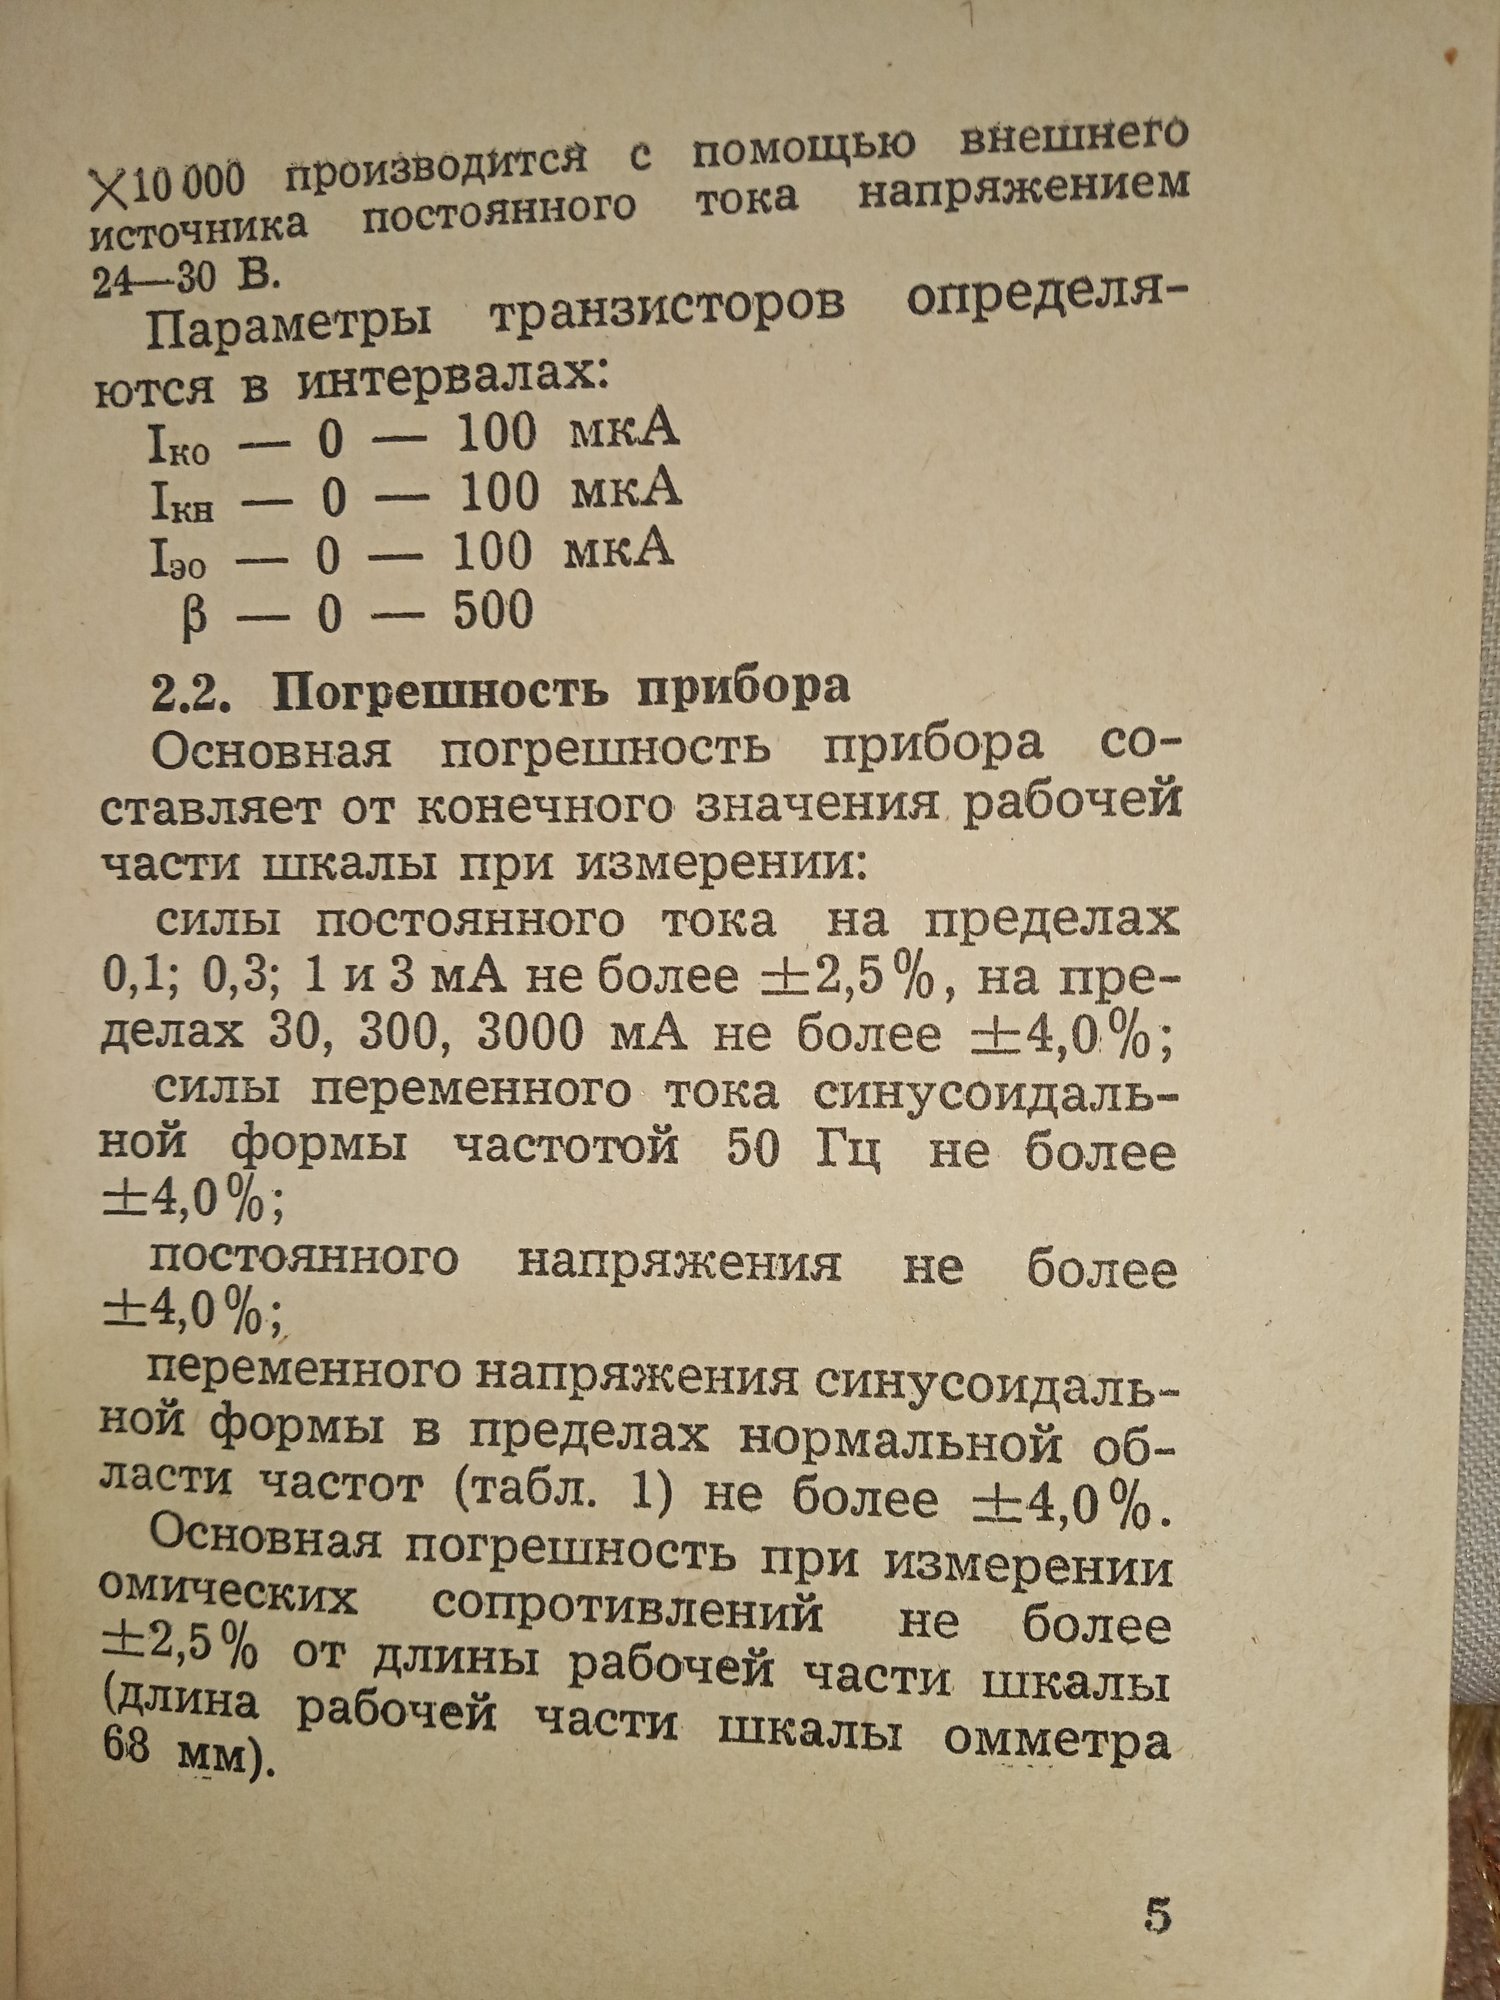 ×10 000 производится с помощью внешнего
источника постоянного тока напряжением
24—30 В.
Параметры транзисторов определя-
ются в интервалах:
Iко — 0 — 100 мкА
Iкн — 0 — 100 мкА
Iэо — 0 — 100 мкА
β — 0 — 500
2.2. Погрешность прибора
Основная погрешность прибора со-
ставляет от конечного значения рабочей
части шкалы при измерении:
силы постоянного тока на пределах
0,1; 0,3; 1 и 3 мА не более ±2,5%, на пре-
делах 30, 300, 3000 мА не более ±4,0%;
силы переменного тока синусоидаль-
ной формы частотой 50 Гц не более
±4,0%;
постоянного напряжения не более
±4,0%;
переменного напряжения синусоидаль-
ной формы в пределах нормальной об-
ласти частот (табл. 1) не более ±4,0%.
Основная погрешность при измерении
омических сопротивлений не более
±2,5% от длины рабочей части шкалы
(длина рабочей части шкалы омметра
68 мм).
5